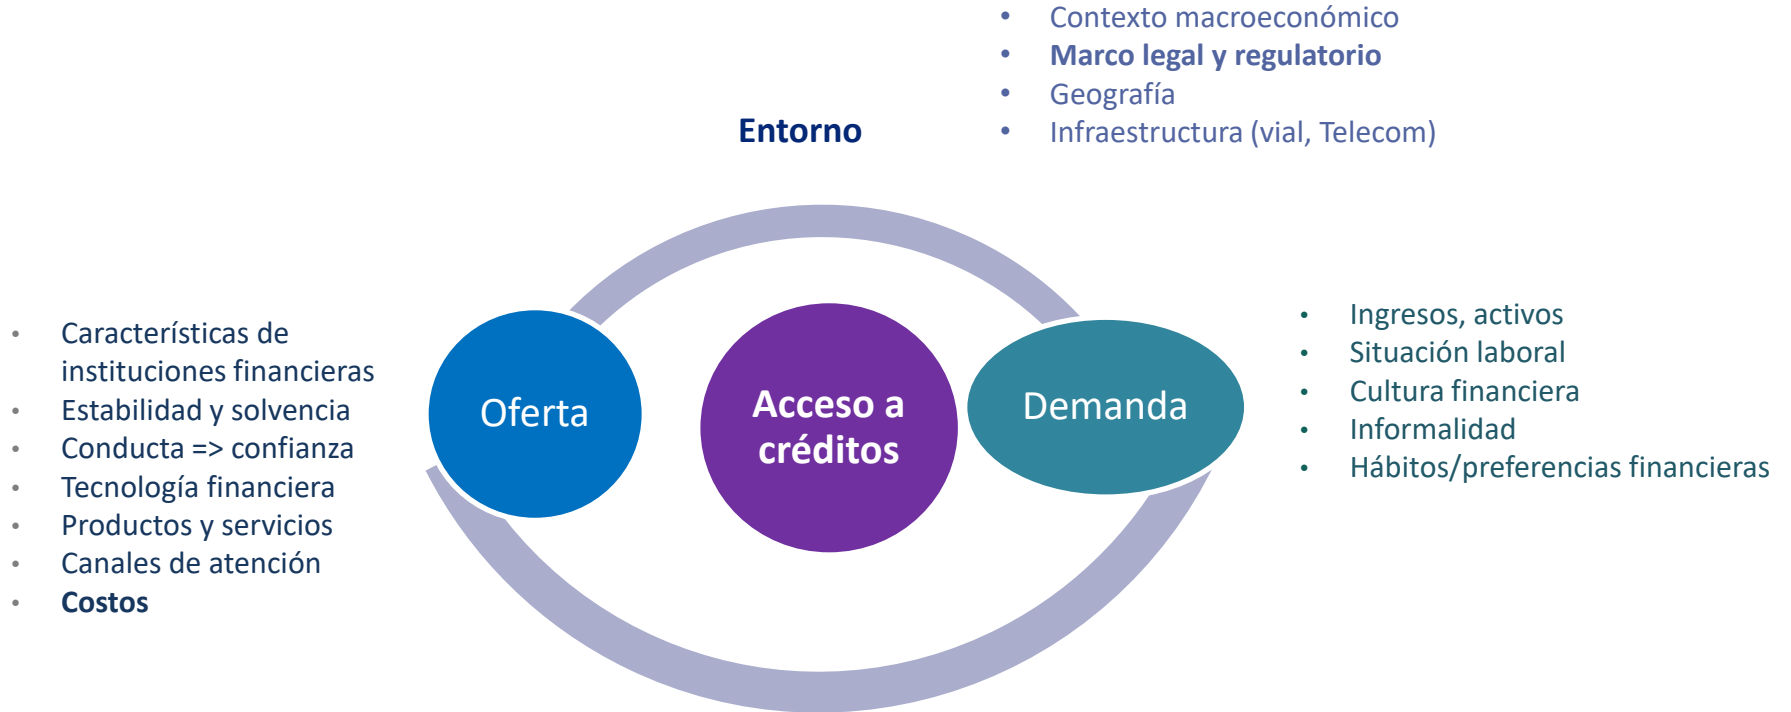 • Contexto macroeconómico
• Marco legal y regulatorio
• Geografía
• Infraestructura (vial, Telecom)
Entorno
• Características de
instituciones financieras
• Estabilidad y solvencia
• Conducta => confianza
• Tecnología financiera
• Productos y servicios
• Canales de atención
• Costos
Oferta
Acceso a
créditos
Demanda
• Ingresos, activos
• Situación laboral
• Cultura financiera
• Informalidad
• Hábitos/preferencias financieras